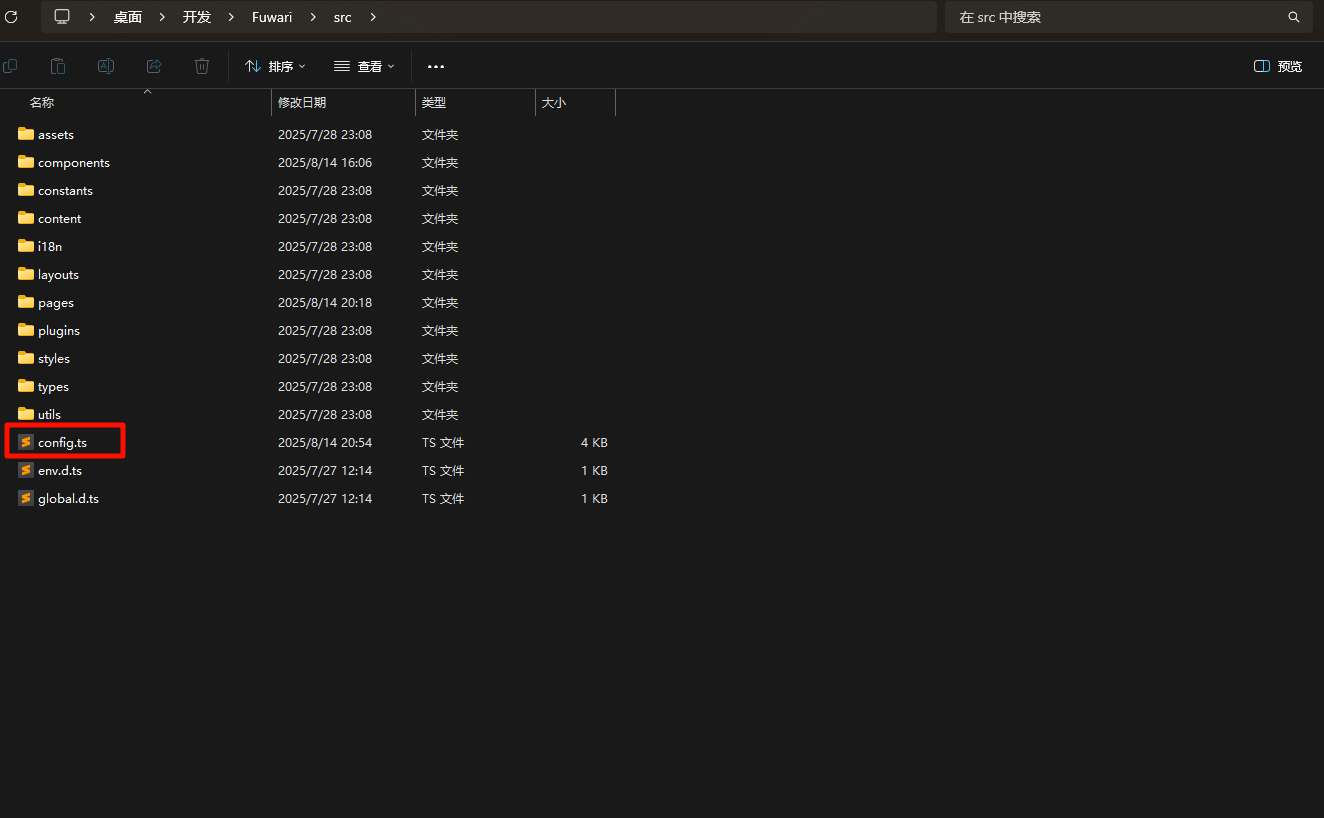 桌面 开发 Fuwari src 在 src 中搜索
排序 查看 预览
名称 修改日期 类型 大小
assets 2025/7/28 23:08 文件夹
components 2025/8/14 16:06 文件夹
constants 2025/7/28 23:08 文件夹
content 2025/7/28 23:08 文件夹
i18n 2025/7/28 23:08 文件夹
layouts 2025/7/28 23:08 文件夹
pages 2025/8/14 20:18 文件夹
plugins 2025/7/28 23:08 文件夹
styles 2025/7/28 23:08 文件夹
types 2025/7/28 23:08 文件夹
utils 2025/7/28 23:08 文件夹
config.ts 2025/8/14 20:54 TS 文件 4 KB
env.d.ts 2025/7/27 12:14 TS 文件 1 KB
global.d.ts 2025/7/27 12:14 TS 文件 1 KB